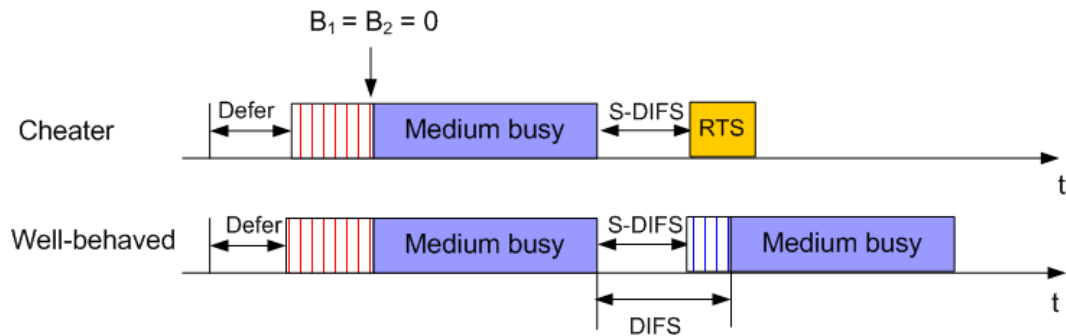 B₁ = B₂ = 0
Defer
S-DIFS
Cheater
Medium busy
RTS
t
Defer
S-DIFS
Well-behaved
Medium busy
Medium busy
DIFS
t